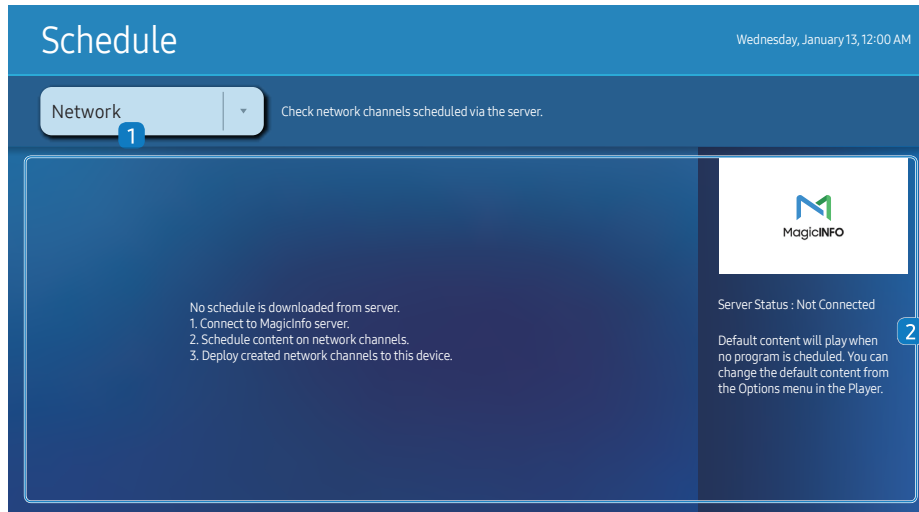 Schedule
Wednesday, January 13, 12:00 AM
Network
1
Check network channels scheduled via the server.
MagicINFO
No schedule is downloaded from server.
1. Connect to MagicInfo server.
2. Schedule content on network channels.
3. Deploy created network channels to this device.
Server Status : Not Connected
2
Default content will play when
no program is cheduled. You can
change the default content from
the Options menu in the Player.